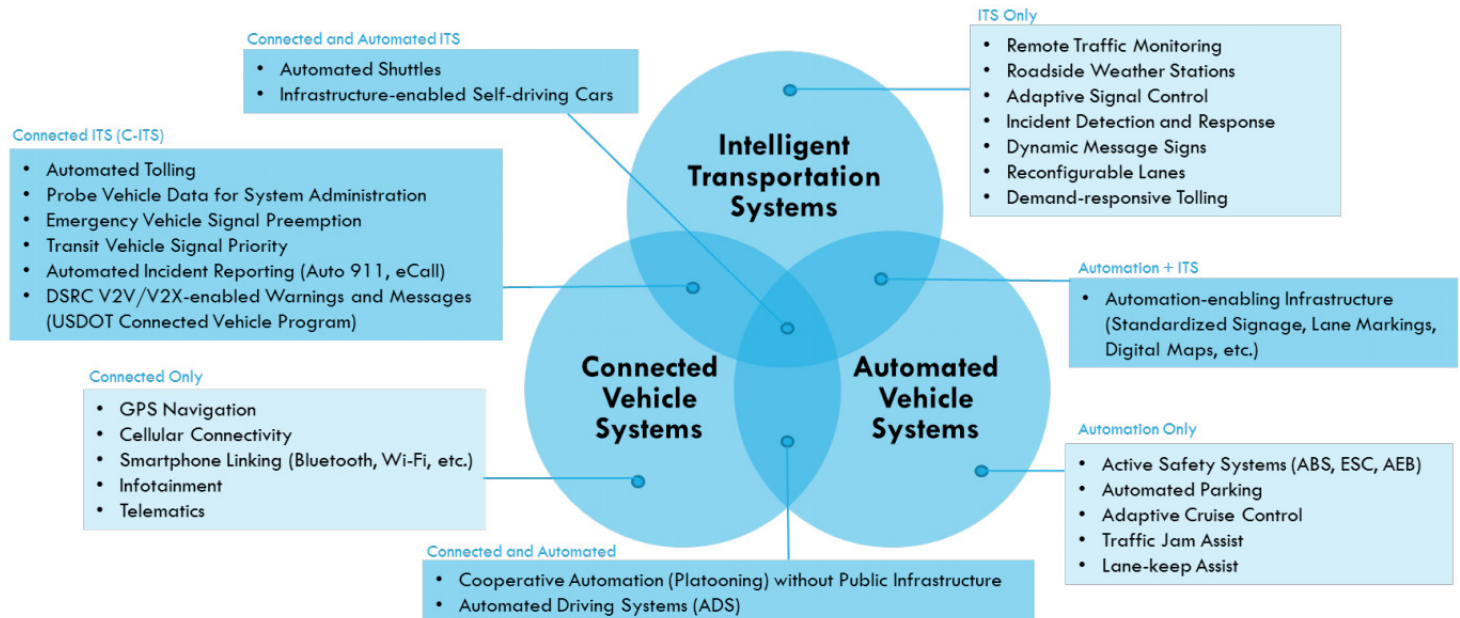 Connected and Automated ITS
• Automated Shuttles
• Infrastructure-enabled Self-driving Cars
ITS Only
• Remote Traffic Monitoring
• Roadside Weather Stations
• Adaptive Signal Control
• Incident Detection and Response
• Dynamic Message Signs
• Reconfigurable Lanes
• Demand-responsive Tolling
Connected ITS (C-ITS)
• Automated Tolling
• Probe Vehicle Data for System Administration
• Emergency Vehicle Signal Preemption
• Transit Vehicle Signal Priority
• Automated Incident Reporting (Auto 911, eCall)
• DSRC V2V/V2X-enabled Warnings and Messages
(USDOT Connected Vehicle Program)
Intelligent
Transportation
Systems
Automation + ITS
• Automation-enabling Infrastructure
(Standardized Signage, Lane Markings,
Digital Maps, etc.)
Connected
Vehicle
Systems
Automated
Vehicle
Systems
Connected Only
• GPS Navigation
• Cellular Connectivity
• Smartphone Linking (Bluetooth, Wi-Fi, etc.)
• Infotainment
• Telematics
Automation Only
• Active Safety Systems (ABS, ESC, AEB)
• Automated Parking
• Adaptive Cruise Control
• Traffic Jam Assist
• Lane-keep Assist
Connected and Automated
• Cooperative Automation (Platooning) without Public Infrastructure
• Automated Driving Systems (ADS)